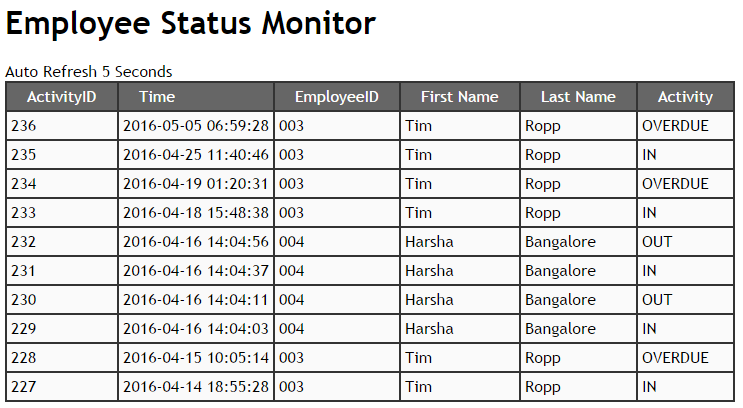 Employee Status Monitor
Auto Refresh 5 Seconds
ActivityID Time EmployeeID First Name Last Name Activity
236 2016-05-05 06:59:28 003 Tim Ropp OVERDUE
235 2016-04-25 11:40:46 003 Tim Ropp IN
234 2016-04-19 01:20:31 003 Tim Ropp OVERDUE
233 2016-04-18 15:48:38 003 Tim Ropp IN
232 2016-04-16 14:04:56 004 Harsha Bangalore OUT
231 2016-04-16 14:04:37 004 Harsha Bangalore IN
230 2016-04-16 14:04:11 004 Harsha Bangalore OUT
229 2016-04-16 14:04:03 004 Harsha Bangalore IN
228 2016-04-15 10:05:14 003 Tim Ropp OVERDUE
227 2016-04-14 18:55:28 003 Tim Ropp IN